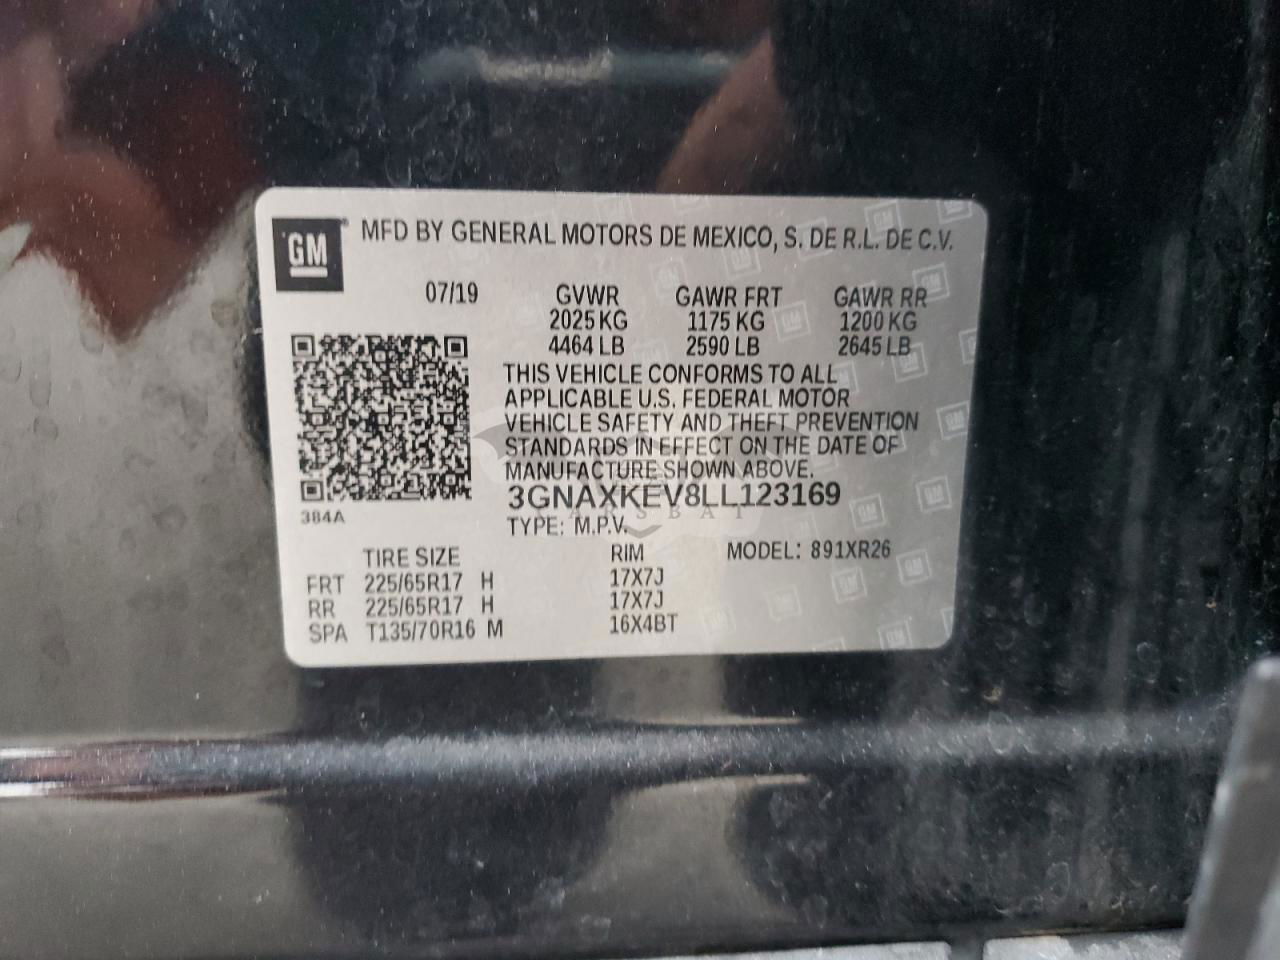 GM MFD BY GENERAL MOTORS DE MEXICO, S. DE R.L. DE C.V.
07/19 GVWR GAWR FRT GAWR RR
2025 KG 1175 KG 1200 KG
4464 LB 2590 LB 2645 LB
THIS VEHICLE CONFORMS TO ALL
APPLICABLE U.S. FEDERAL MOTOR
VEHICLE SAFETY AND THEFT PREVENTION
STANDARDS IN EFFECT ON THE DATE OF
MANUFACTURE SHOWN ABOVE.
3GNAXKEV8LL123169
CARSBAT
384A
TYPE: M.P.V.
TIRE SIZE RIM MODEL: 891XR26
FRT 225/65R17 H 17X7J
RR 225/65R17 H 17X7J
SPA T135/70R16 M 16X4BT